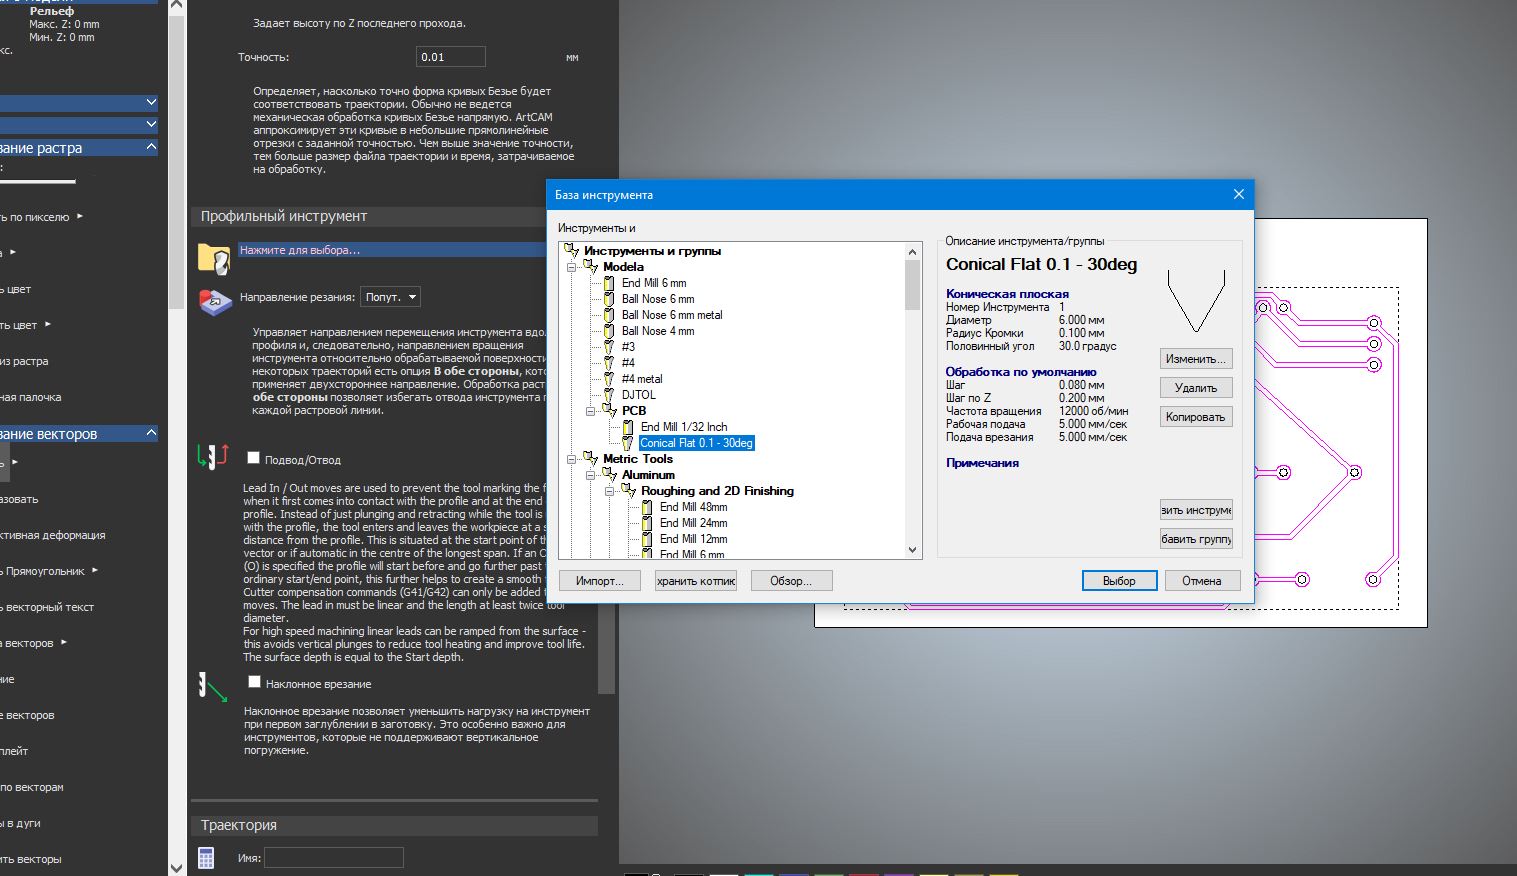 Рельеф
Макс. Z: 0 mm
Мин. Z: 0 mm
кс.
вание растра
ть по пикселю
а
ть цвет
ть цвет
из растра
ная палочка
вание векторов
ь
азовать
ктивная деформация
ь Прямоугольник
ь векторный текст
а векторов
ние
е векторов
плейт
по векторам
ы в дуги
ить векторы
Задает высоту по Z последнего прохода.
Точность:
0.01
мм
Определяет, насколько точно форма кривых Безье будет
соответствовать траектории. Обычно не ведется
механическая обработка кривых Безье напрямую. ArtCAM
аппроксимирует эти кривые в небольшие прямолинейные
отрезки с заданной точностью. Чем выше значение точности,
тем больше размер файла траектории и время, затрачиваемое
на обработку.
Профильный инструмент
Нажмите для выбора...
Направление резания:
Попут.
Управляет направлением перемещения инструмента вдо
профиля и, следовательно, направлением вращения
инструмента относительно обрабатываемой поверхности
некоторых траекторий есть опция В обе стороны, кото
применяет двухстороннее направление. Обработка раст
обе стороны позволяет избегать отвода инструмента п
каждой растровой линии.
Подвод/Отвод
Lead In / Out moves are used to prevent the tool marking the f
when it first comes into contact with the profile and at the end
profile. Instead of just plunging and retracting while the tool is
with the profile, the tool enters and leaves the workpiece at a s
distance from the profile. This is situated at the start point of th
vector or if automatic in the centre of the longest span. If an O
(O) is specified the profile will start before and go further past
ordinary start/end point, this further helps to create a smooth
Cutter compensation commands (G41/G42) can only be added t
moves. The lead in must be linear and the length at least twice tool
diameter.
For high speed machining linear leads can be ramped from the surface -
this avoids vertical plunges to reduce tool heating and improve tool life.
The surface depth is equal to the Start depth.
Наклонное врезание
Наклонное врезание позволяет уменьшить нагрузку на инструмент
при первом заглублении в заготовку. Это особенно важно для
инструментов, которые не поддерживают вертикальное
погружение.
Траектория
Имя:
База инструмента
Инструменты и
Инструменты и группы
Modela
End Mill 6 mm
Ball Nose 6 mm
Ball Nose 6 mm metal
Ball Nose 4 mm
#3
#4
#4 metal
DJTOL
PCB
End Mill 1/32 Inch
Conical Flat 0.1 - 30deg
Metric Tools
Aluminum
Roughing and 2D Finishing
End Mill 48mm
End Mill 24mm
End Mill 12mm
End Mill 6 mm
Импорт...
хранить котпию
Обзор...
Описание инструмента/группы
Conical Flat 0.1 - 30deg
Коническая плоская
Номер Инструмента 1
Диаметр 6.000 мм
Радиус Кромки 0.100 мм
Половинный угол 30.0 градус
Обработка по умолчанию
Шаг 0.080 мм
Шаг по Z 0.200 мм
Частота вращения 12000 об/мин
Рабочая подача 5.000 мм/сек
Подача врезания 5.000 мм/сек
Примечания
Изменить...
Удалить
Копировать
вить инструме
бавить группу
Выбор
Отмена